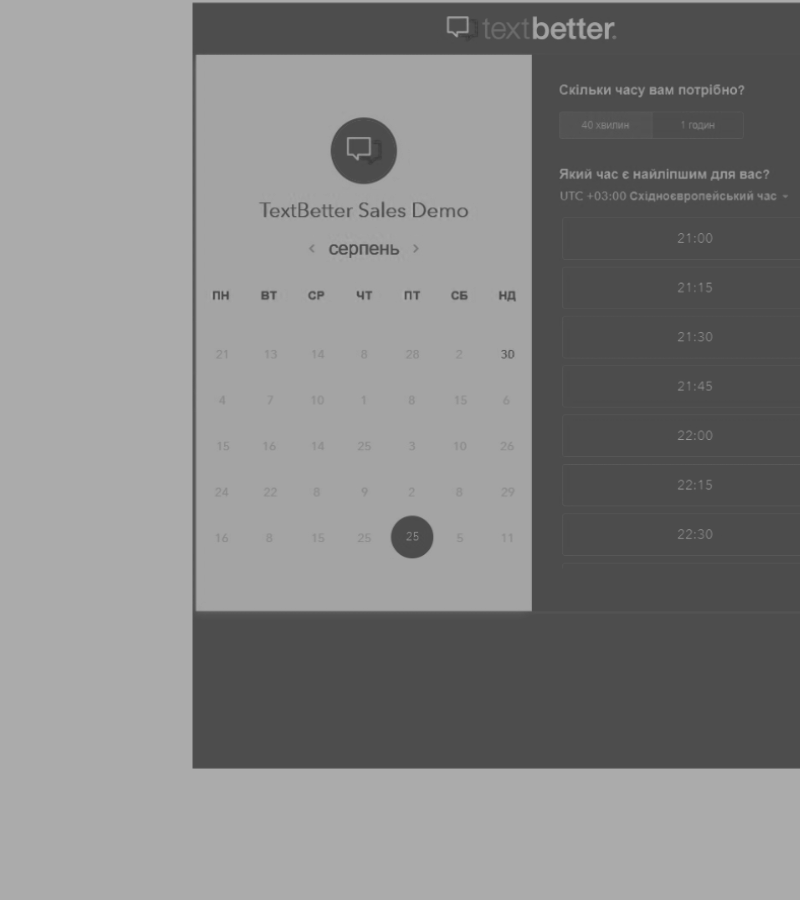 textbetter.
TextBetter Sales Demo
< серпень >
ПН ВТ СР ЧТ ПТ СБ НД
21 13 14 8 28 2 30
4 7 10 1 8 15 6
15 16 14 25 3 10 26
24 22 8 9 2 8 29
16 8 15 25 25 5 11
Скільки часу вам потрібно?
40 хвилин 1 годин
Який час є найліпшим для вас?
UTC +03:00 Східноєвропейський час
21:00
21:15
21:30
21:45
22:00
22:15
22:30